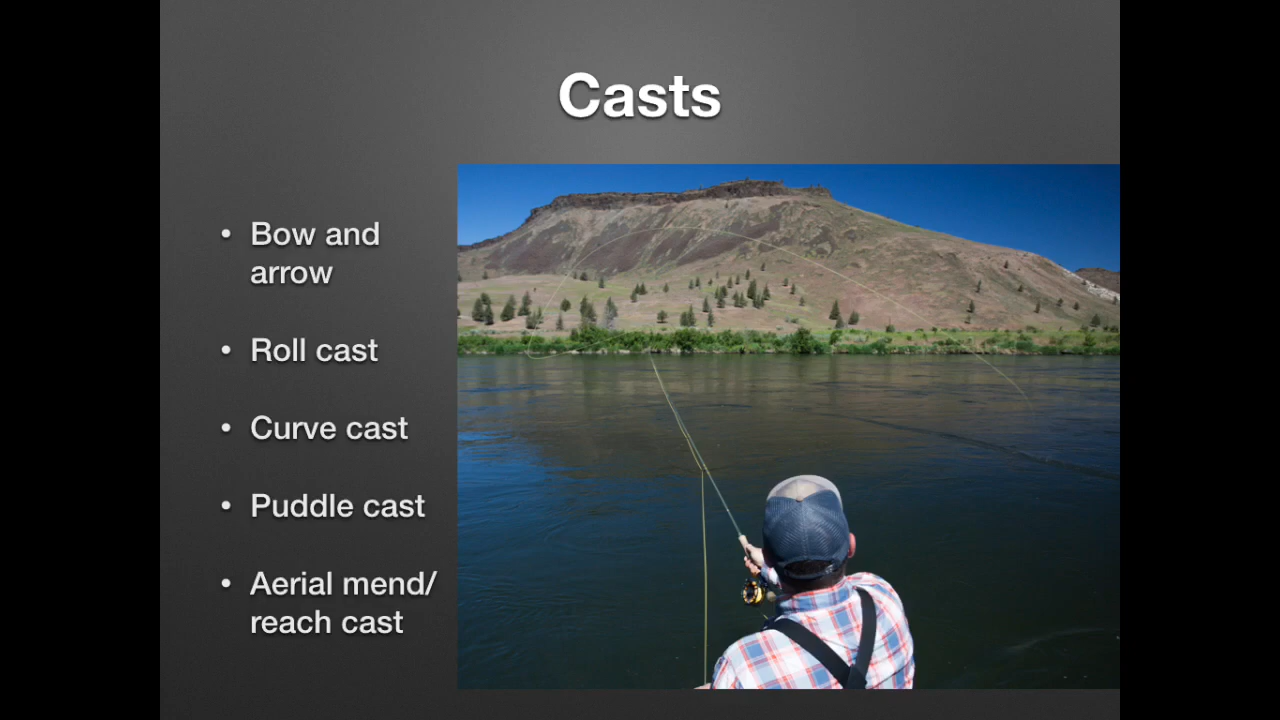 Casts
• Bow and
arrow
• Roll cast
• Curve cast
• Puddle cast
• Aerial mend/
reach cast